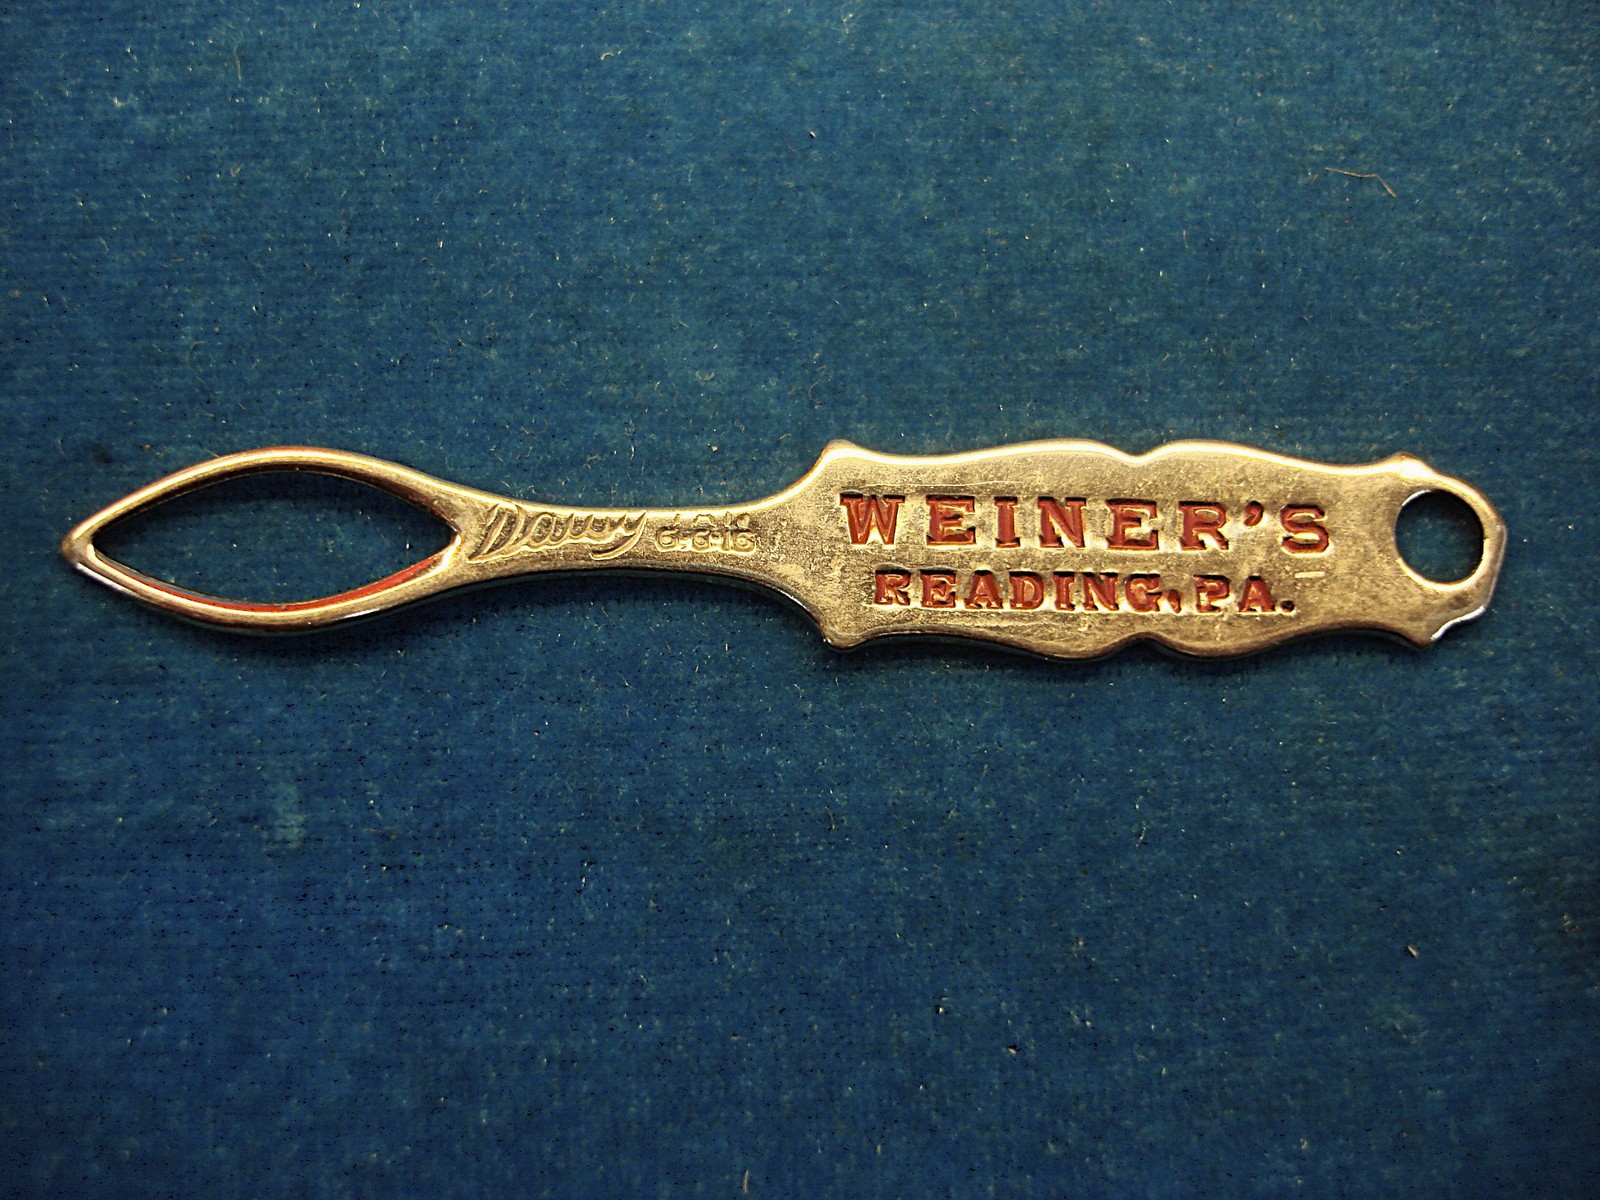 WEINER'S
READING, PA.